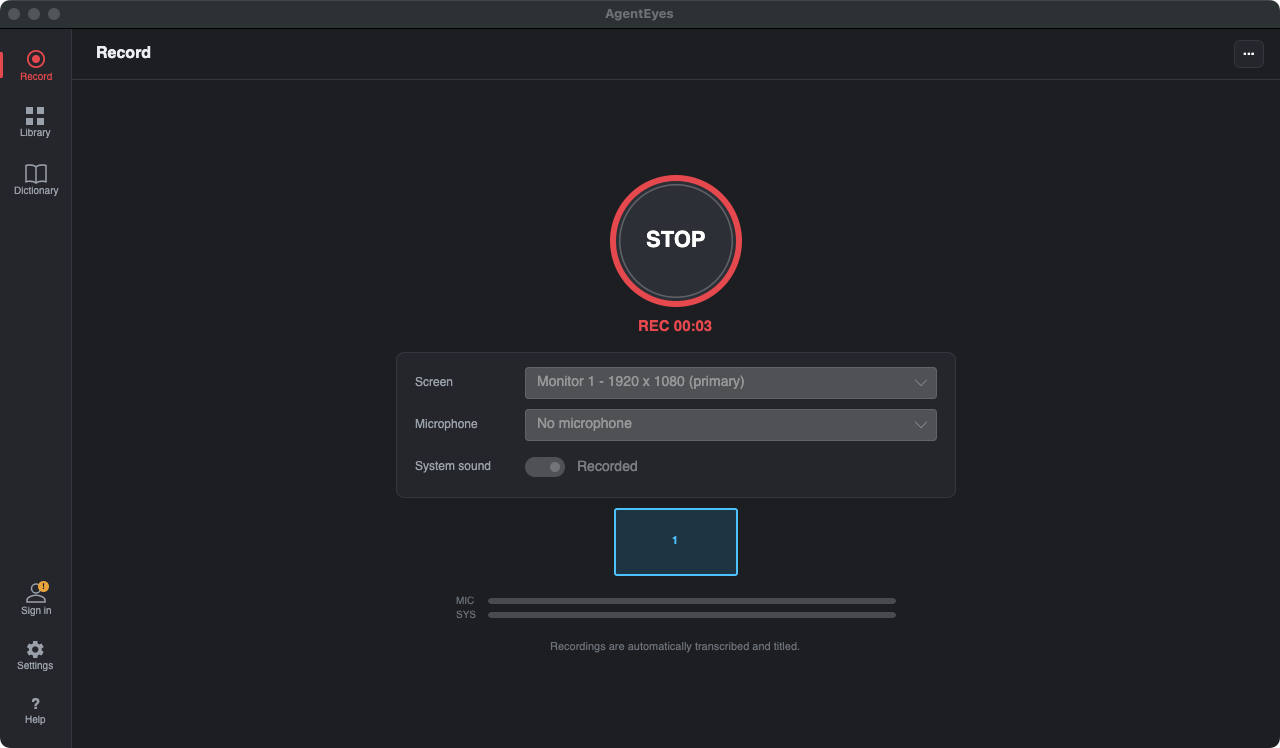 AgentEyes
Record
...
Record
Library
Dictionary
STOP
REC 00:03
Screen
Monitor 1 - 1920 x 1080 (primary)
Microphone
No microphone
System sound
Recorded
1
MIC
SYS
Recordings are automatically transcribed and titled.
!
Sign in
Settings
?
Help